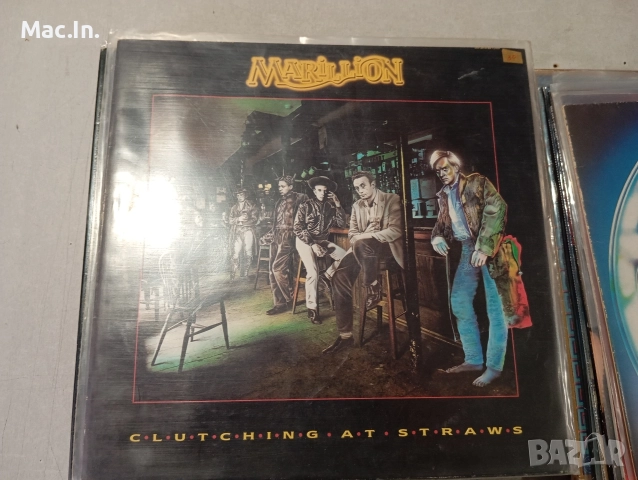 Mac.In.
MARILLION
C·L·U·T·C·H·I·N·G · A·T · S·T·R·A·W·S
BAZAR